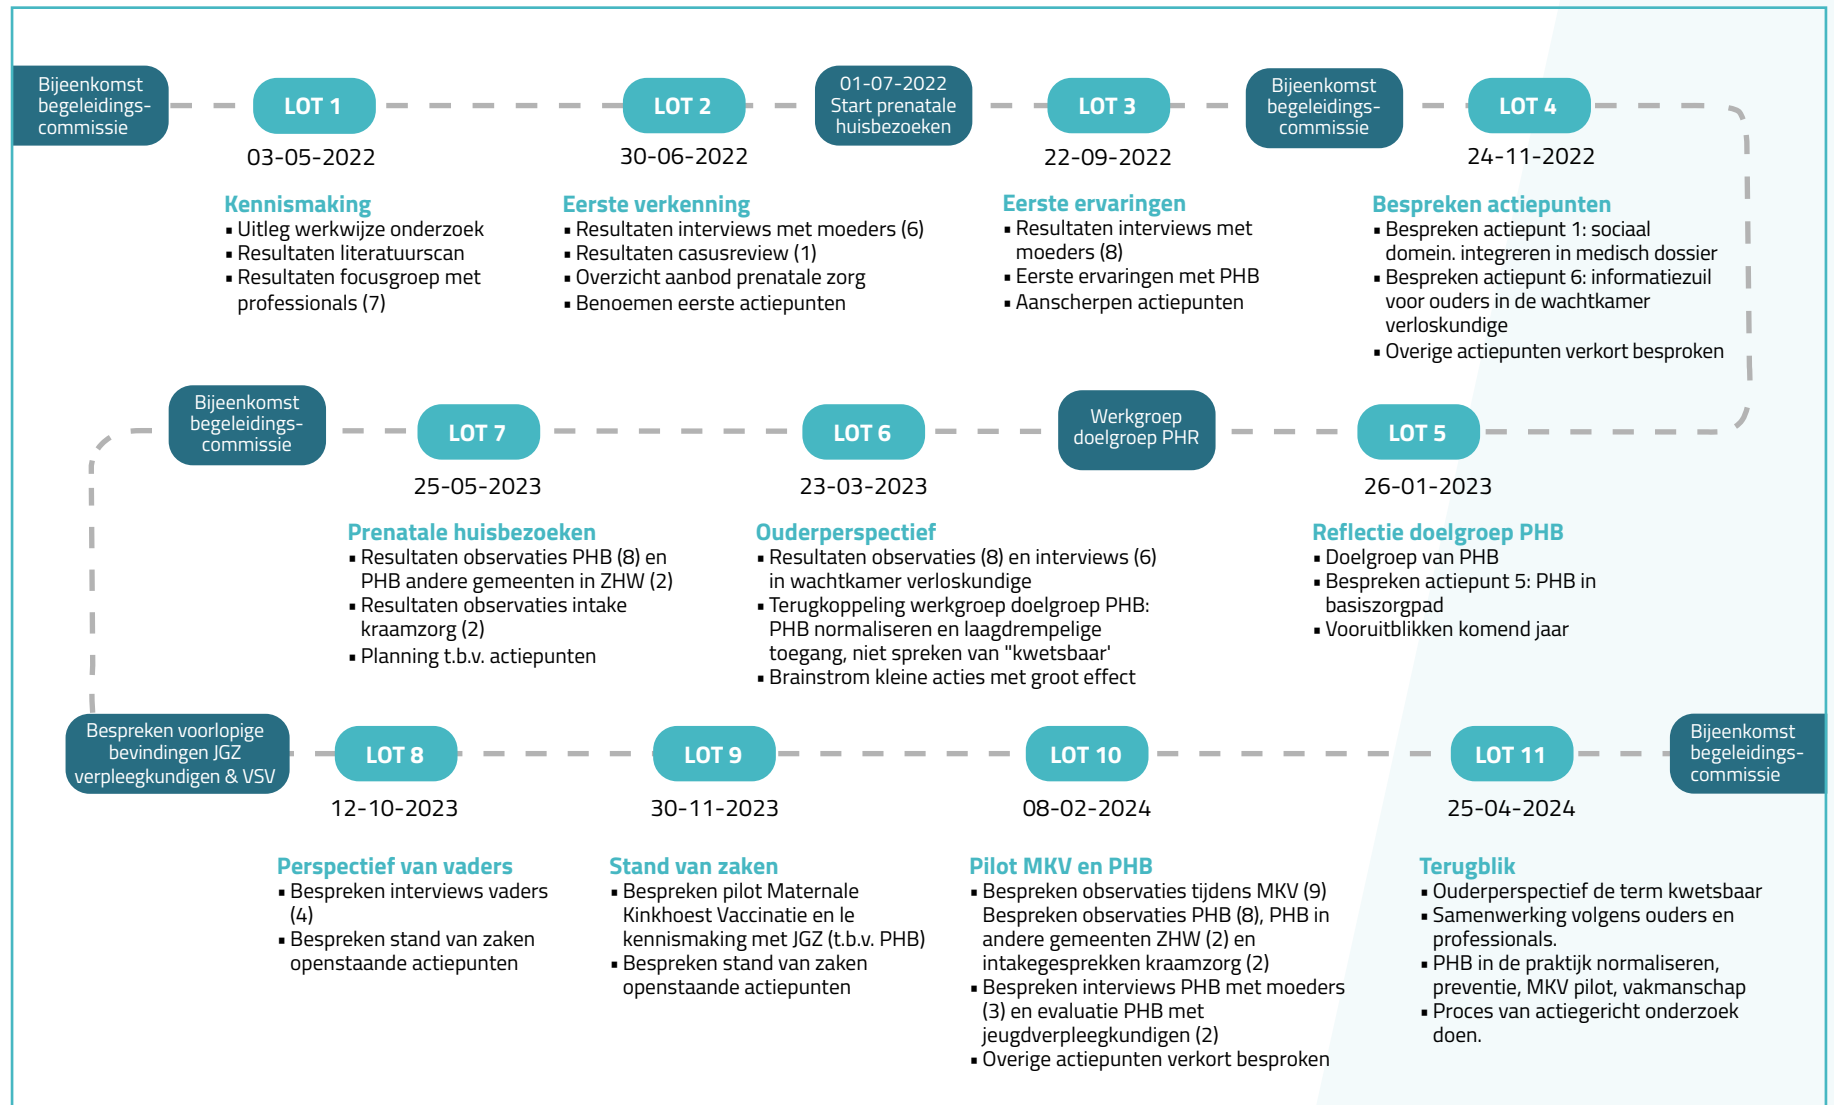 Bijeenkomst
begeleidings-
commissie
LOT 1
03-05-2022
Kennismaking
▪ Uitleg werkwijze onderzoek
▪ Resultaten literatuurscan
▪ Resultaten focusgroep met
professionals (7)
LOT 2
30-06-2022
Eerste verkenning
▪ Resultaten interviews met moeders (6)
▪ Resultaten casusreview (1)
▪ Overzicht aanbod prenatale zorg
▪ Benoemen eerste actiepunten
01-07-2022
Start prenatale
huisbezoeken
LOT 3
22-09-2022
Eerste ervaringen
▪ Resultaten interviews met
moeders (8)
▪ Eerste ervaringen met PHB
▪ Aanscherpen actiepunten
Bijeenkomst
begeleidings-
commissie
LOT 4
24-11-2022
Bespreken actiepunten
▪ Bespreken actiepunt 1: sociaal
domein. integreren in medisch dossier
▪ Bespreken actiepunt 6: informatiezuil
voor ouders in de wachtkamer
verloskundige
▪ Overige actiepunten verkort besproken
LOT 5
26-01-2023
Reflectie doelgroep PHB
▪ Doelgroep van PHB
▪ Bespreken actiepunt 5: PHB in
basiszorgpad
▪ Vooruitblikken komend jaar
Werkgroep
doelgroep PHR
LOT 6
23-03-2023
Ouderperspectief
▪ Resultaten observaties (8) en interviews (6)
in wachtkamer verloskundige
▪ Terugkoppeling werkgroep doelgroep PHB:
PHB normaliseren en laagdrempelige
toegang, niet spreken van "kwetsbaar'
▪ Brainstrom kleine acties met groot effect
LOT 7
25-05-2023
Prenatale huisbezoeken
▪ Resultaten observaties PHB (8) en
PHB andere gemeenten in ZHW (2)
▪ Resultaten observaties intake
kraamzorg (2)
▪ Planning t.b.v. actiepunten
Bijeenkomst
begeleidings-
commissie
Bespreken voorlopige
bevindingen JGZ
verpleegkundigen & VSV
LOT 8
12-10-2023
Perspectief van vaders
▪ Bespreken interviews vaders
(4)
▪ Bespreken stand van zaken
openstaande actiepunten
LOT 9
30-11-2023
Stand van zaken
▪ Bespreken pilot Maternale
Kinkhoest Vaccinatie en le
kennismaking met JGZ (t.b.v. PHB)
▪ Bespreken stand van zaken
openstaande actiepunten
LOT 10
08-02-2024
Pilot MKV en PHB
▪ Bespreken observaties tijdens MKV (9)
Bespreken observaties PHB (8), PHB in
andere gemeenten ZHW (2) en
intakegesprekken kraamzorg (2)
▪ Bespreken interviews PHB met moeders
(3) en evaluatie PHB met
jeugdverpleegkundigen (2)
▪ Overige actiepunten verkort besproken
LOT 11
25-04-2024
Terugblik
▪ Ouderperspectief de term kwetsbaar
▪ Samenwerking volgens ouders en
professionals.
▪ PHB in de praktijk normaliseren,
preventie, MKV pilot, vakmanschap
▪ Proces van actiegericht onderzoek
doen.
Bijeenkomst
begeleidings-
commissie